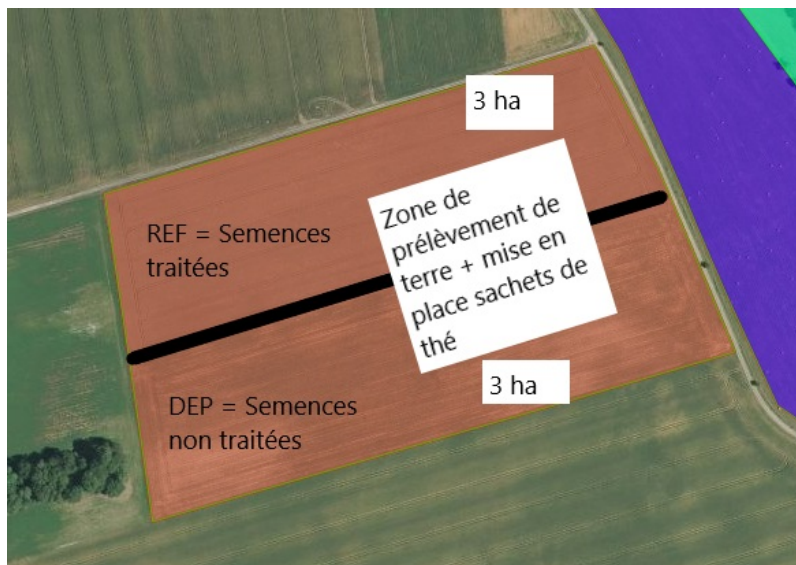 3 ha
Zone de
prélèvement de
terre + mise en
place sachets de
thé
REF = Semences
traitées
3 ha
DEP = Semences
non traitées